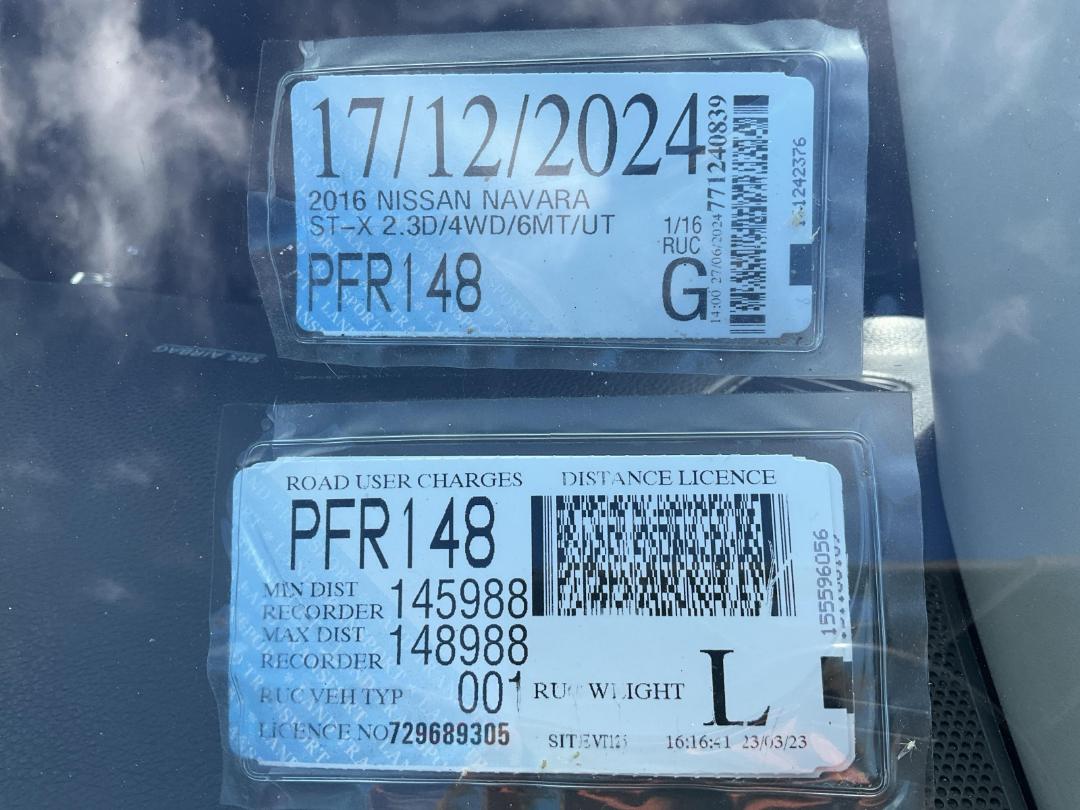 17/12/2024
2016 NISSAN NAVARA
ST-X 2.3D/4WD/6MT/UT
1/16
RUC
PFR148
G
14:00 27/06/2024
7712240839
1242376
SRS AIRBAG
ROAD USER CHARGES DISTANCE LICENCE
PFR148
MIN DIST
RECORDER 145988
MAX DIST
RECORDER 148988
RUC VEH TYP 001 RUC WEIGHT L
LICENCE NO 729689305
16:16:41 23/03/23
155596056